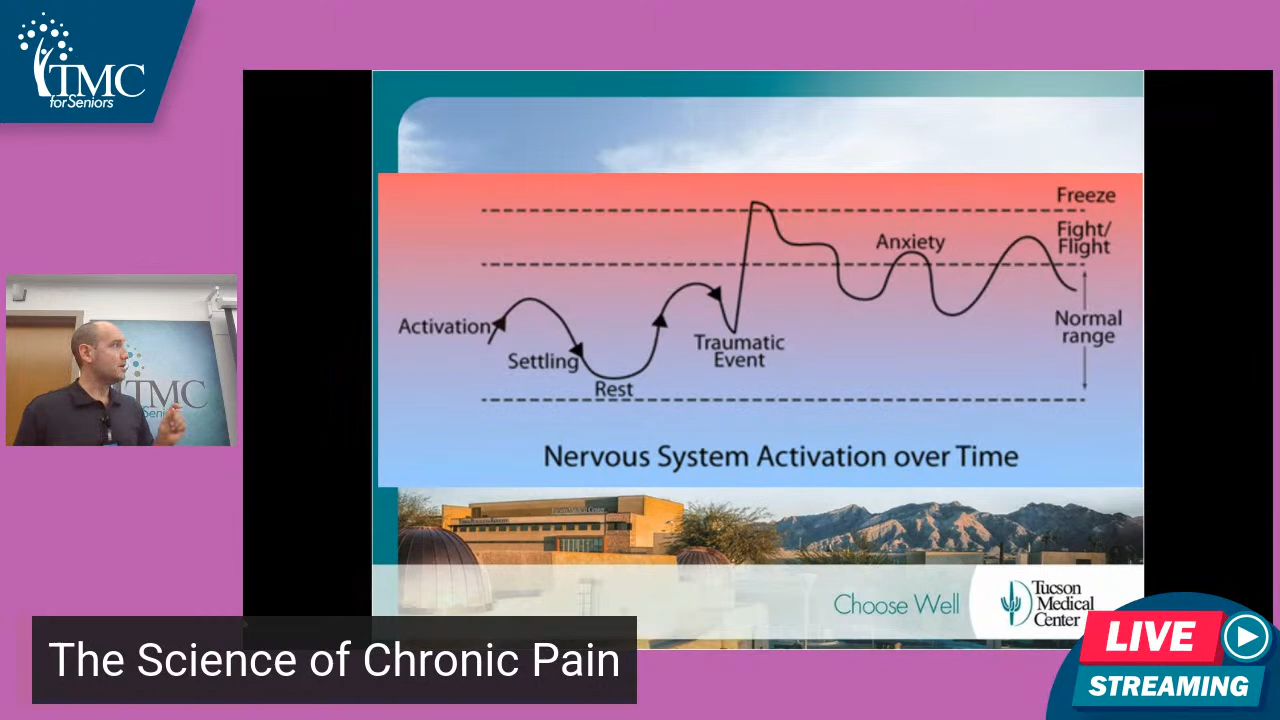 TMC
for Seniors
Freeze
Fight/
Flight
Anxiety
Activation
Settling
Rest
Traumatic
Event
Normal
range
Nervous System Activation over Time
TMC
Choose Well
Tucson
Medical
Center
The Science of Chronic Pain
LIVE
STREAMING